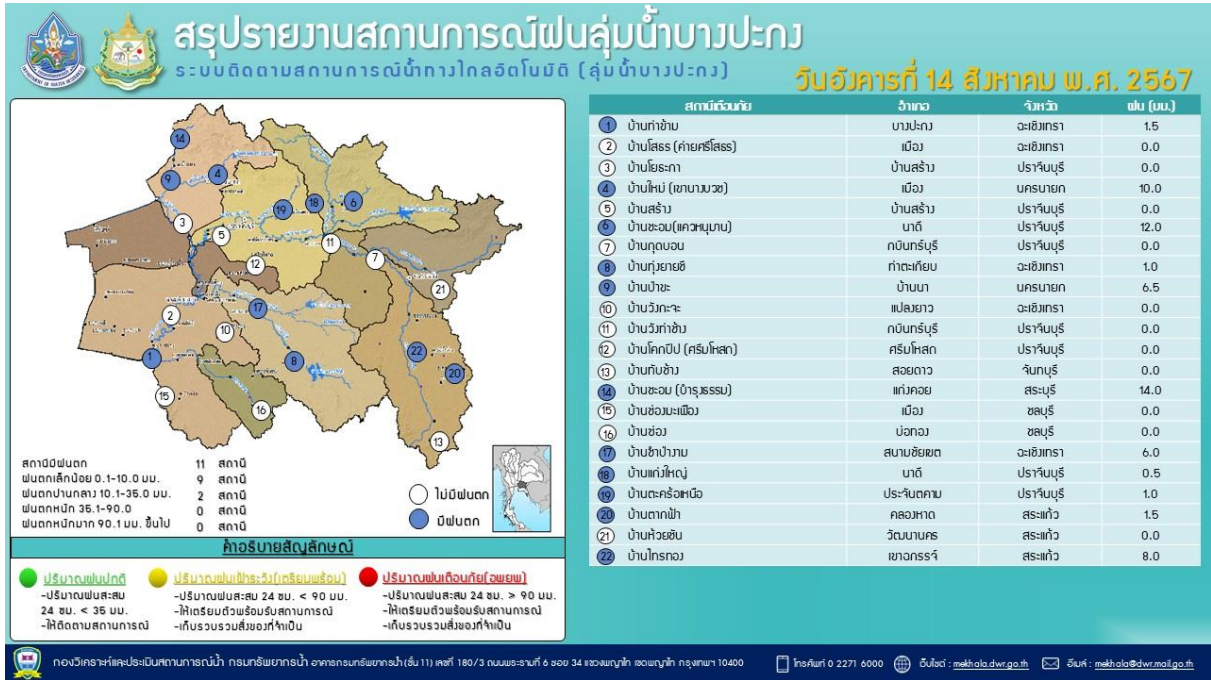 สรุปรายงานสถานการณ์ฝนลุ่มน้ำบางปะกง
ระบบติดตามสถานการณ์น้ำทางไกลอัตโนมัติ (ลุ่มน้ำบางปะกง)
วันอังคารที่ 14 สิงหาคม พ.ศ. 2567
สถานีเตือนภัย อำเภอ จังหวัด ฝน (มม.)
1 บ้านท่าข้าม บางปะกง ฉะเชิงเทรา 1.5
2 บ้านโสธร (ค่ายศรีโสธร) เมือง ฉะเชิงเทรา 0.0
3 บ้านโยธะกา บ้านสร้าง ปราจีนบุรี 0.0
4 บ้านใหม่ (เขานางบวช) เมือง นครนายก 10.0
5 บ้านสร้าง บ้านสร้าง ปราจีนบุรี 0.0
6 บ้านซะอม(แควหนุมาน) นาดี ปราจีนบุรี 12.0
7 บ้านกุดบอน กบินทร์บุรี ปราจีนบุรี 0.0
8 บ้านทุ่งยายชี ท่าตะเกียบ ฉะเชิงเทรา 1.0
9 บ้านป่าขะ บ้านนา นครนายก 6.5
10 บ้านวังกะจะ แปลงยาว ฉะเชิงเทรา 0.0
11 บ้านวังท่าช้าง กบินทร์บุรี ปราจีนบุรี 0.0
12 บ้านโคกปีป (ศรีมโหสถ) ศรีมโหสถ ปราจีนบุรี 0.0
13 บ้านทับช้าง สอยดาว จันทบุรี 0.0
14 บ้านซะอม (บำรุงธรรม) แก่งคอย สระบุรี 14.0
15 บ้านช่องมะเฟือง เมือง ชลบุรี 0.0
16 บ้านช่อง บ่อทอง ชลบุรี 0.0
17 บ้านชำป่างาม สนามชัยเขต ฉะเชิงเทรา 6.0
18 บ้านแก่งใหญ่ นาดี ปราจีนบุรี 0.5
19 บ้านตะคร้อเหนือ ประจันตคาม ปราจีนบุรี 1.0
20 บ้านตากฟ้า คลองหาด สระแก้ว 1.5
21 บ้านห้วยชัน วัฒนานคร สระแก้ว 0.0
22 บ้านไทรทอง เขาฉกรรจ์ สระแก้ว 8.0
14
9
4
19
18
6
3
5
11
12
7
21
17
2
10
1
8
22
20
15
16
13
สถานีมีฝนตก 11 สถานี
ฝนตกเล็กน้อย 0.1-10.0 มม. 9 สถานี
ฝนตกปานกลาง 10.1-35.0 มม. 2 สถานี
ฝนตกหนัก 35.1-90.0 0 สถานี
ฝนตกหนักมาก 90.1 มม. ขึ้นไป 0 สถานี
ไม่มีฝนตก
มีฝนตก
คำอธิบายสัญลักษณ์
ปริมาณฝนปกติ
-ปริมาณฝนสะสม
24 ชม. < 35 มม.
-ให้ติดตามสถานการณ์
ปริมาณฝนเฝ้าระวัง(เตรียมพร้อม)
-ปริมาณฝนสะสม 24 ชม. < 90 มม.
-ให้เตรียมตัวพร้อมรับสถานการณ์
-เก็บรวบรวมสิ่งของที่จำเป็น
ปริมาณฝนเตือนภัย(อพยพ)
-ปริมาณฝนสะสม 24 ชม. > 90 มม.
-ให้เตรียมตัวพร้อมรับสถานการณ์
-เก็บรวบรวมสิ่งของที่จำเป็น
กองวิเคราะห์และประเมินสถานการณ์น้ำ กรมทรัพยากรน้ำ อาคารกรมทรัพยากรน้ำ (ชั้น 11) เลขที่ 180/3 ถนนพระรามที่ 6 ซอย 34 แขวงพญาไท เขตพญาไท กรุงเทพฯ 10400
โทรศัพท์ 0 2271 6000
เว็บไซต์ : mekhala.dwr.go.th
อีเมล์ : mekhala@dwr.mail.go.th